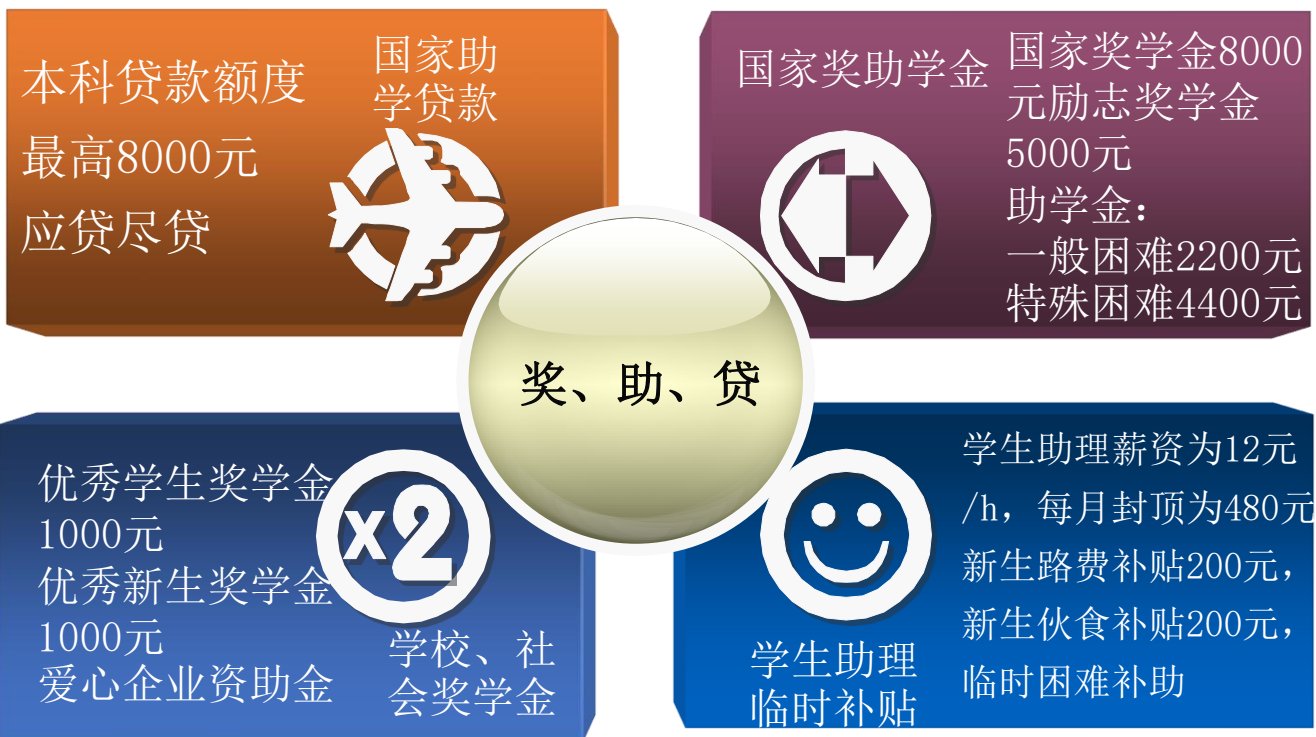 本科贷款额度
最高8000元
应贷尽贷
国家助
学贷款
国家奖助学金
国家奖学金8000
元励志奖学金
5000元
助学金：
一般困难2200元
特殊困难4400元
奖、助、贷
优秀学生奖学金
1000元
优秀新生奖学金
1000元
爱心企业资助金
x2
学校、社
会奖学金
学生助理
临时补贴
学生助理薪资为12元
/h，每月封顶为480元
新生路费补贴200元，
新生伙食补贴200元，
临时困难补助